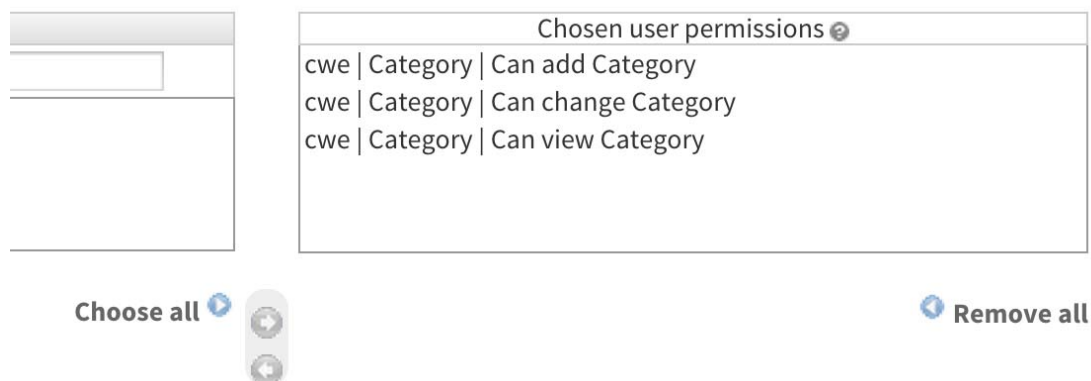 Chosen user permissions
cwe | Category | Can add Category
cwe | Category | Can change Category
cwe | Category | Can view Category
Choose all
Remove all